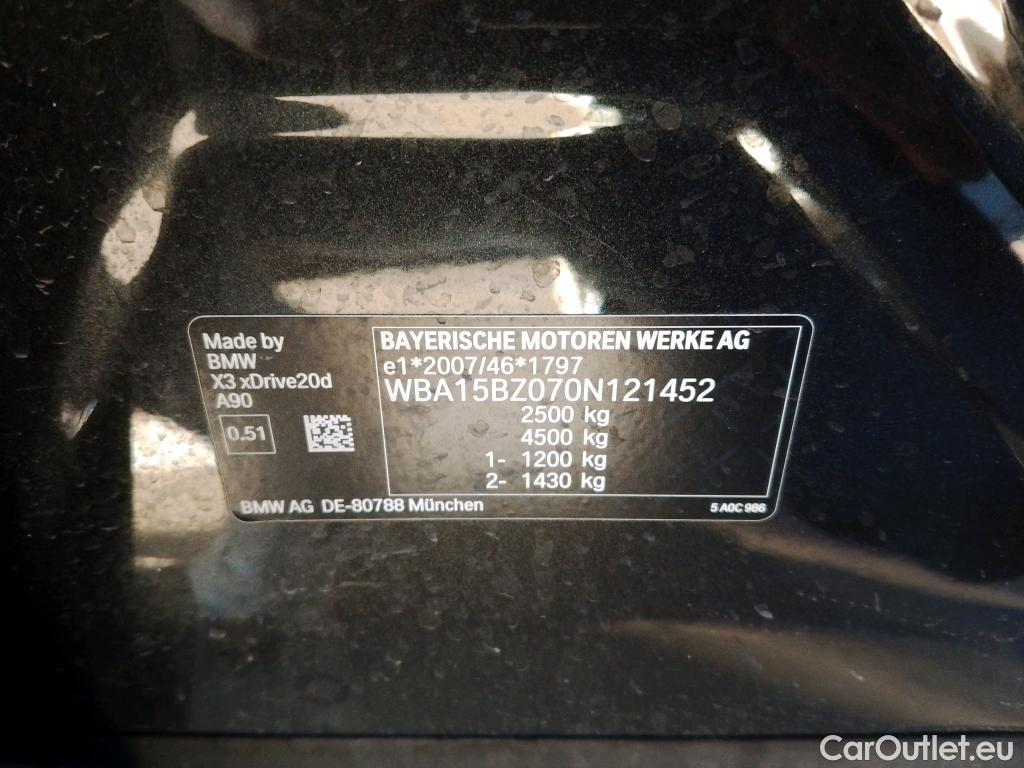 Made by
BMW
X3 xDrive20d
A90
0.51
BAYERISCHE MOTOREN WERKE AG
e1*2007/46*1797
WBA15BZ070N121452
2500 kg
4500 kg
1- 1200 kg
2- 1430 kg
BMW AG DE-80788 München
5 A0C 986
CarOutlet.eu